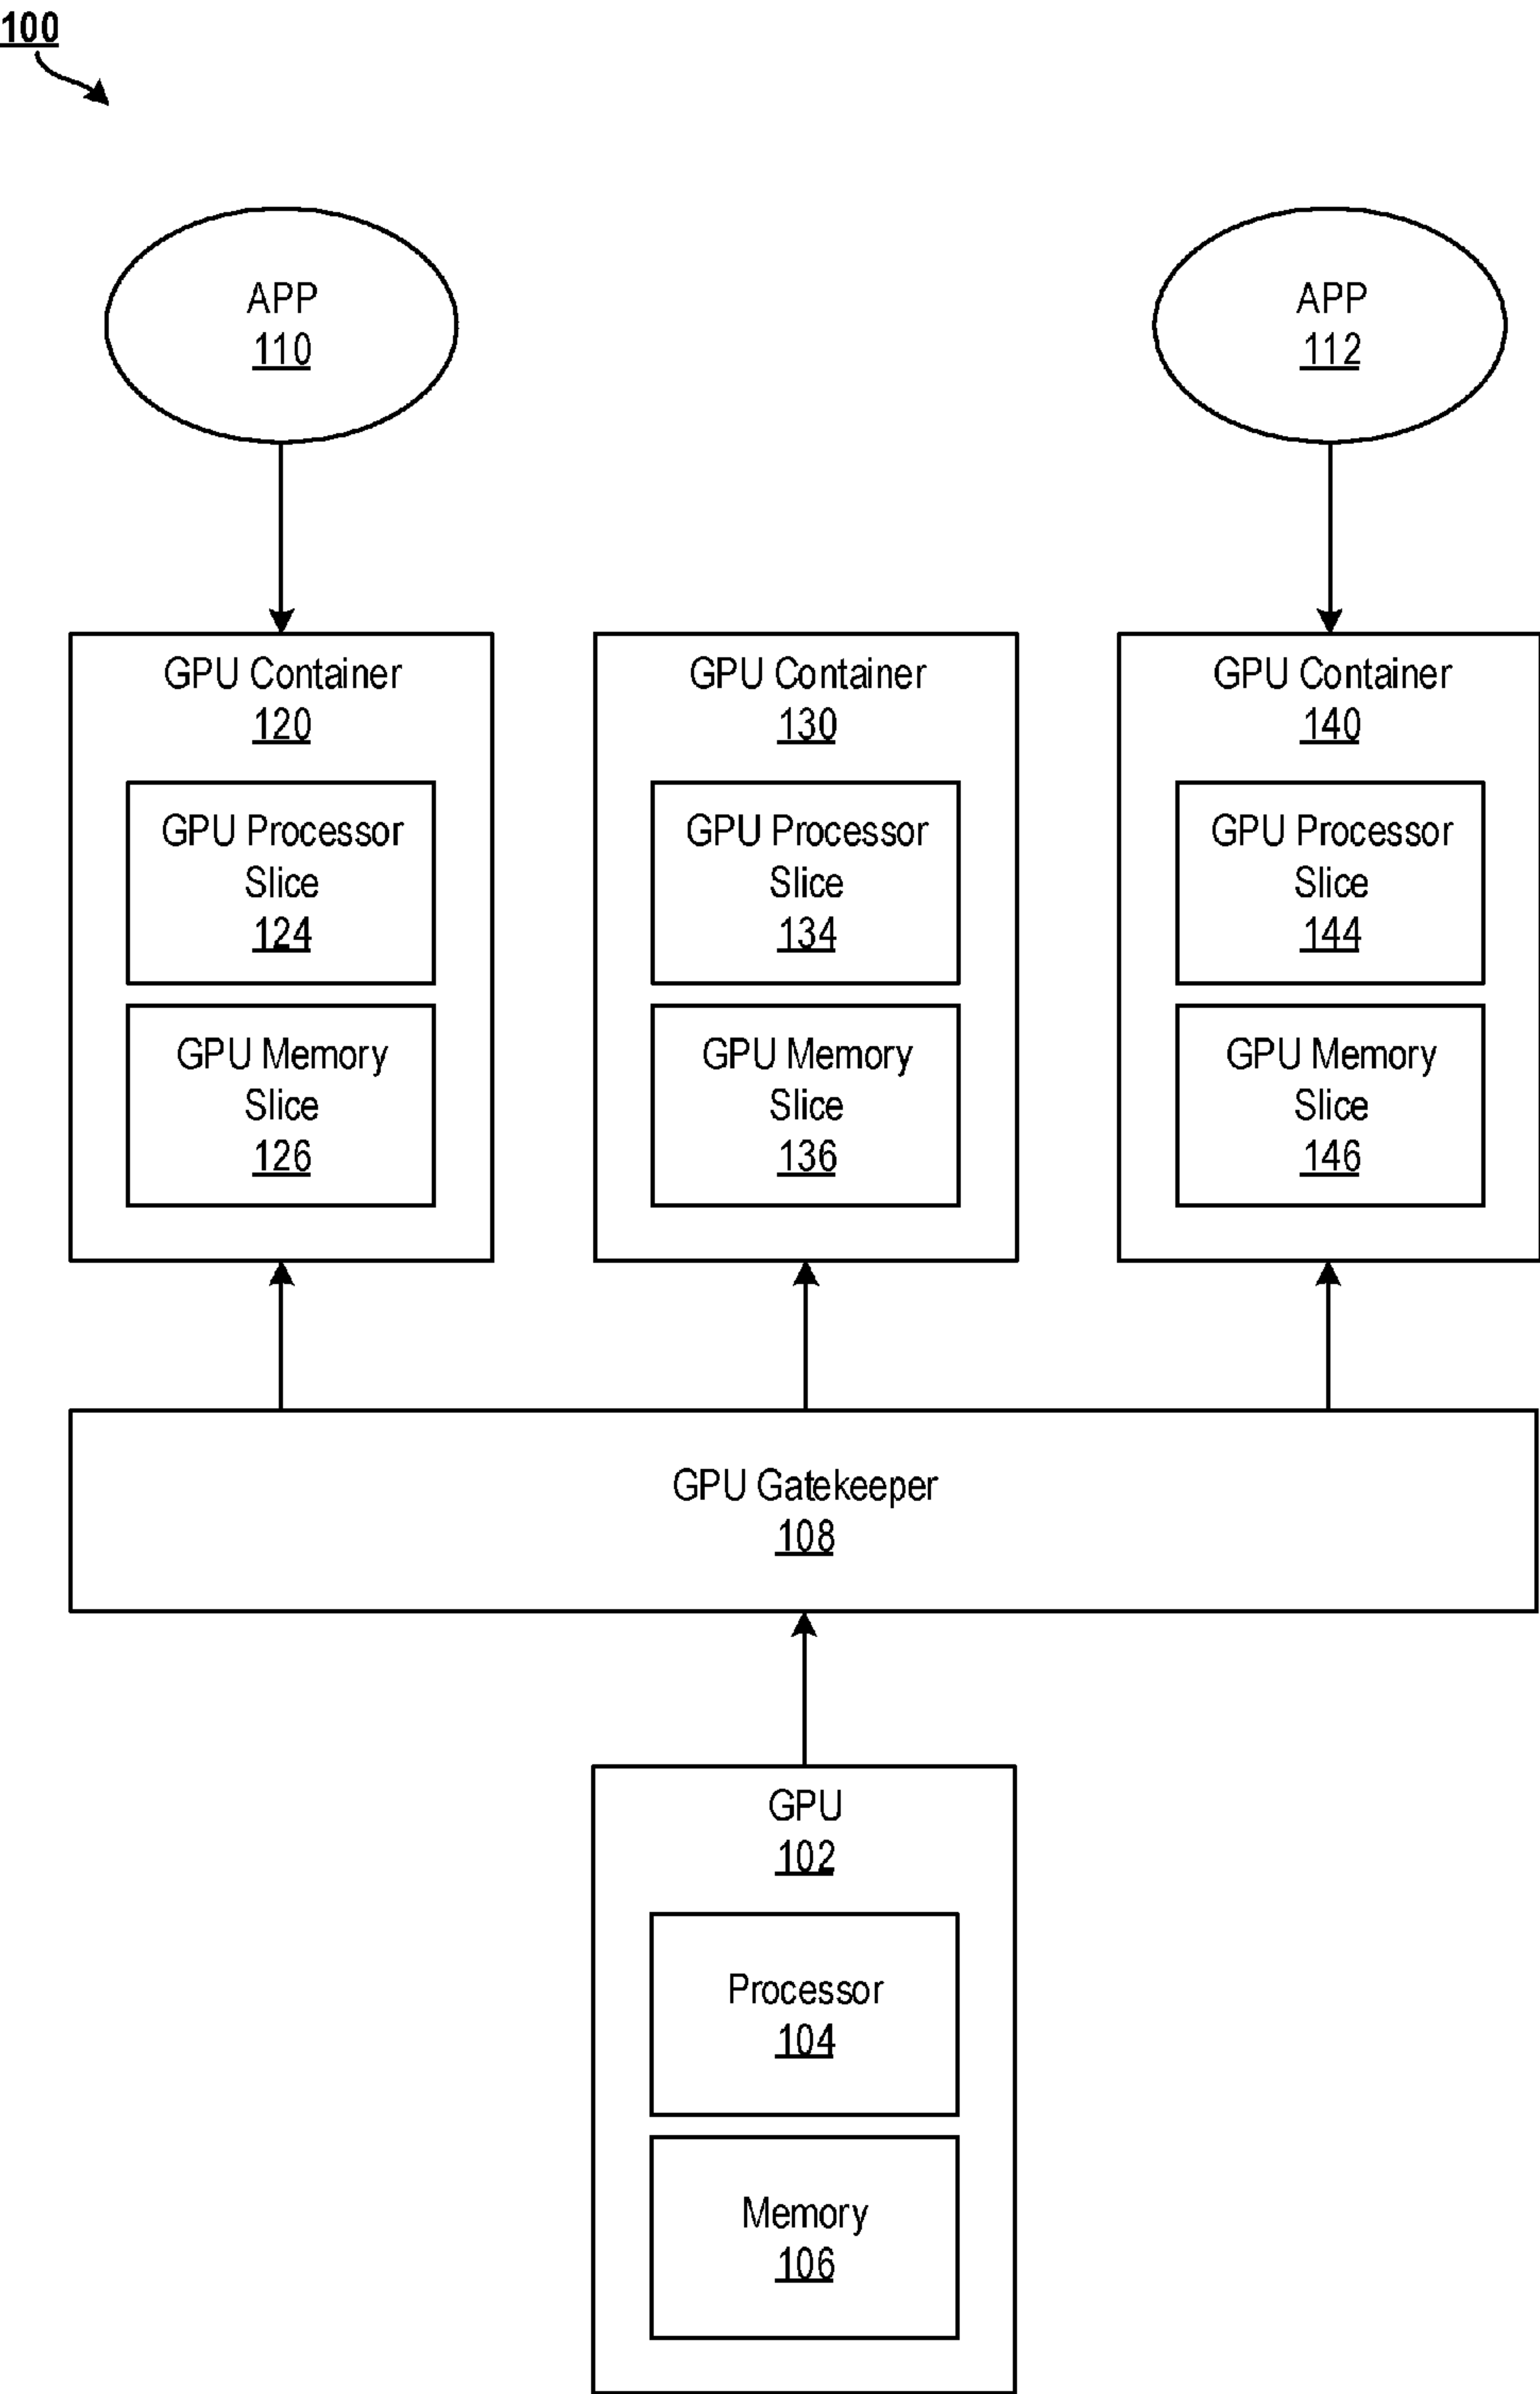 100
APP
110
APP
112
GPU Container
120
GPU Processor
Slice
124
GPU Memory
Slice
126
GPU Container
130
GPU Processor
Slice
134
GPU Memory
Slice
136
GPU Container
140
GPU Processor
Slice
144
GPU Memory
Slice
146
GPU Gatekeeper
108
GPU
102
Processor
104
Memory
106